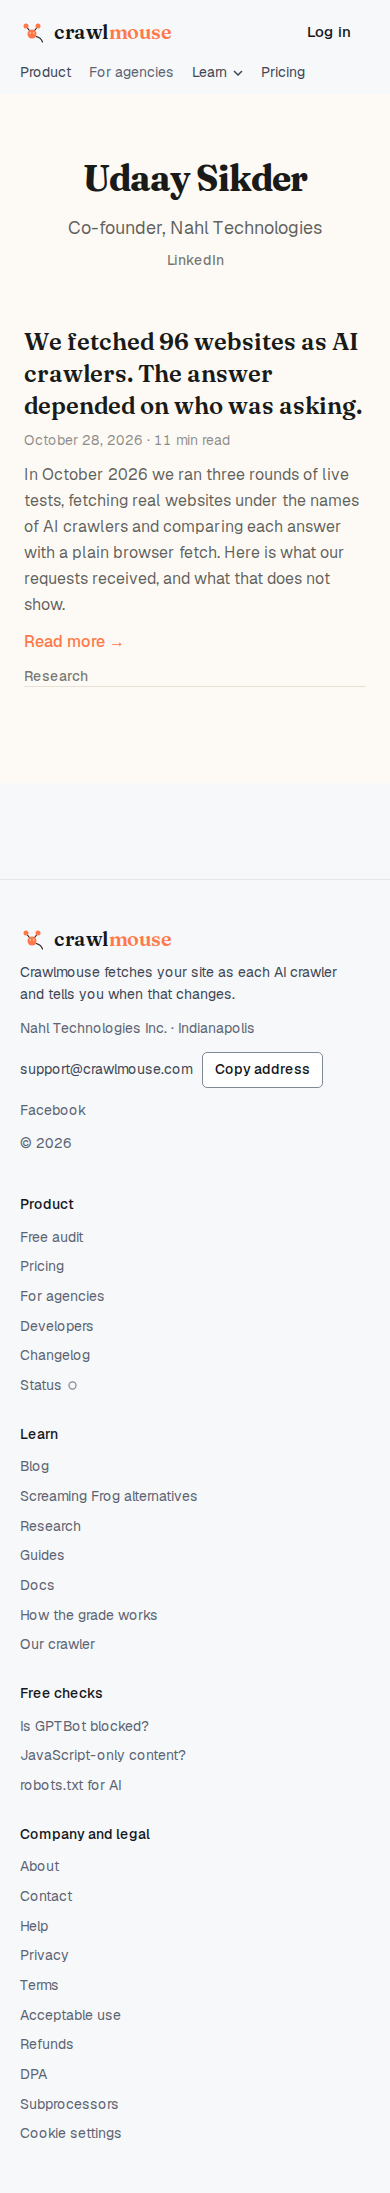 crawlmouse
Log in
Product
For agencies
Learn
Pricing
Udaay Sikder
Co-founder, Nahl Technologies
LinkedIn
We fetched 96 websites as AI
crawlers. The answer
depended on who was asking.
October 28, 2026 · 11 min read
In October 2026 we ran three rounds of live
tests, fetching real websites under the names
of AI crawlers and comparing each answer
with a plain browser fetch. Here is what our
requests received, and what that does not
show.
Read more →
Research
crawlmouse
Crawlmouse fetches your site as each AI crawler
and tells you when that changes.
Nahl Technologies Inc. · Indianapolis
support@crawlmouse.com
Copy address
Facebook
© 2026
Product
Free audit
Pricing
For agencies
Developers
Changelog
Status
Learn
Blog
Screaming Frog alternatives
Research
Guides
Docs
How the grade works
Our crawler
Free checks
Is GPTBot blocked?
JavaScript-only content?
robots.txt for AI
Company and legal
About
Contact
Help
Privacy
Terms
Acceptable use
Refunds
DPA
Subprocessors
Cookie settings